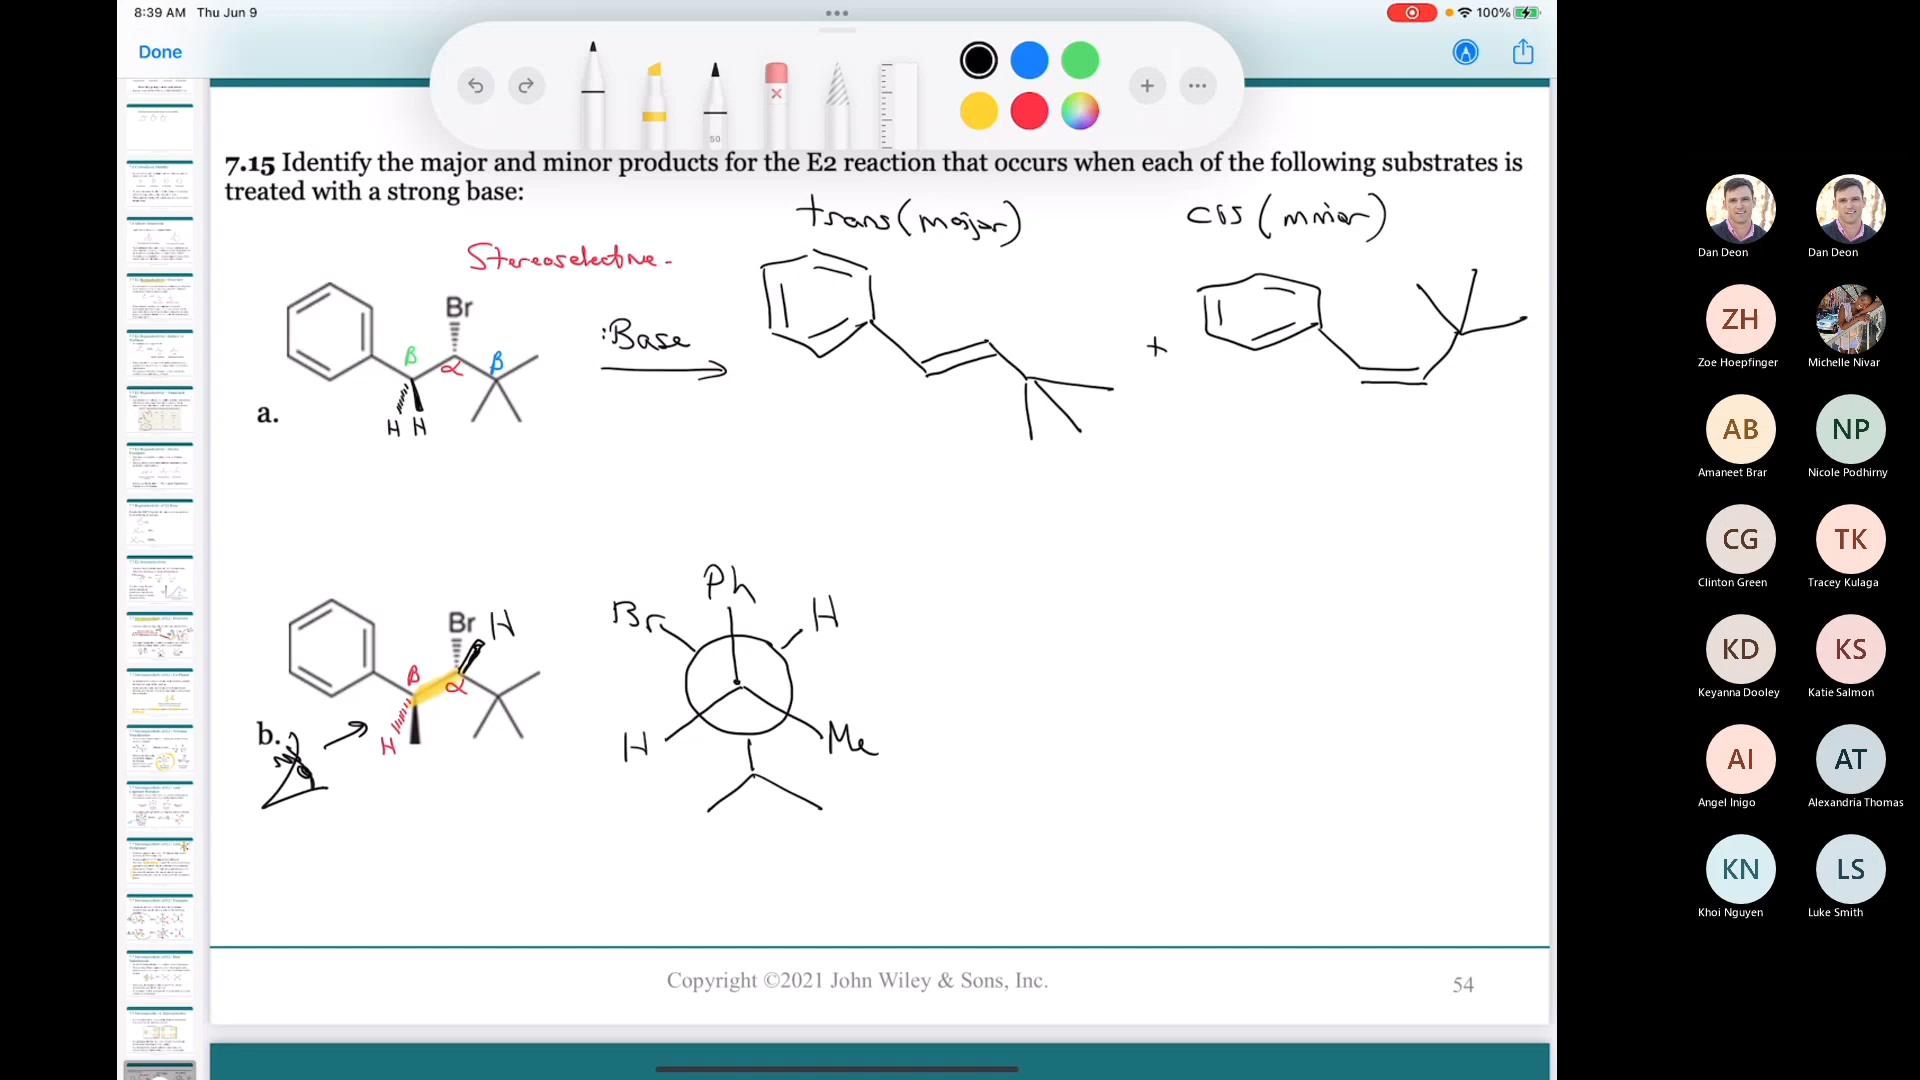 8:39 AM Thu Jun 9
100%
Done
50
7.15 Identify the major and minor products for the E2 reaction that occurs when each of the following substrates is
treated with a strong base:
trans (major)
cis (minor)
Stereoselective.
Br
:Base
β
α
β
+
a.
H H
Ph
Br
H
Br
H
β
α
b.
H
H
Me
Copyright ©2021 John Wiley & Sons, Inc.
54
Dan Deon
Dan Deon
ZH
Zoe Hoepfinger
Michelle Nivar
AB
Amaneet Brar
NP
Nicole Podhirny
CG
Clinton Green
TK
Tracey Kulaga
KD
Keyanna Dooley
KS
Katie Salmon
AI
Angel Inigo
AT
Alexandria Thomas
KN
Khoi Nguyen
LS
Luke Smith